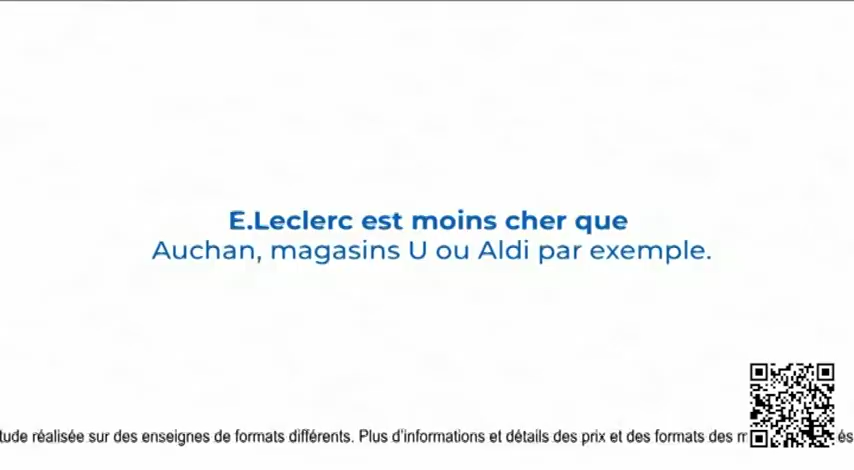 E.Leclerc est moins cher que
Auchan, magasins U ou Aldi par exemple.
tude réalisée sur des enseignes de formats différents. Plus d'informations et détails des prix et des formats des